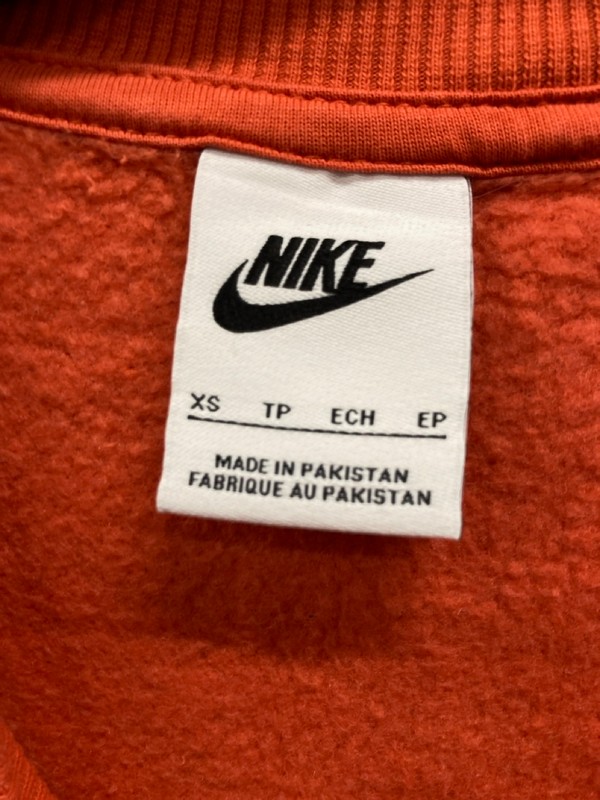 NIKE
XS TP ECH EP
MADE IN PAKISTAN
FABRIQUE AU PAKISTAN